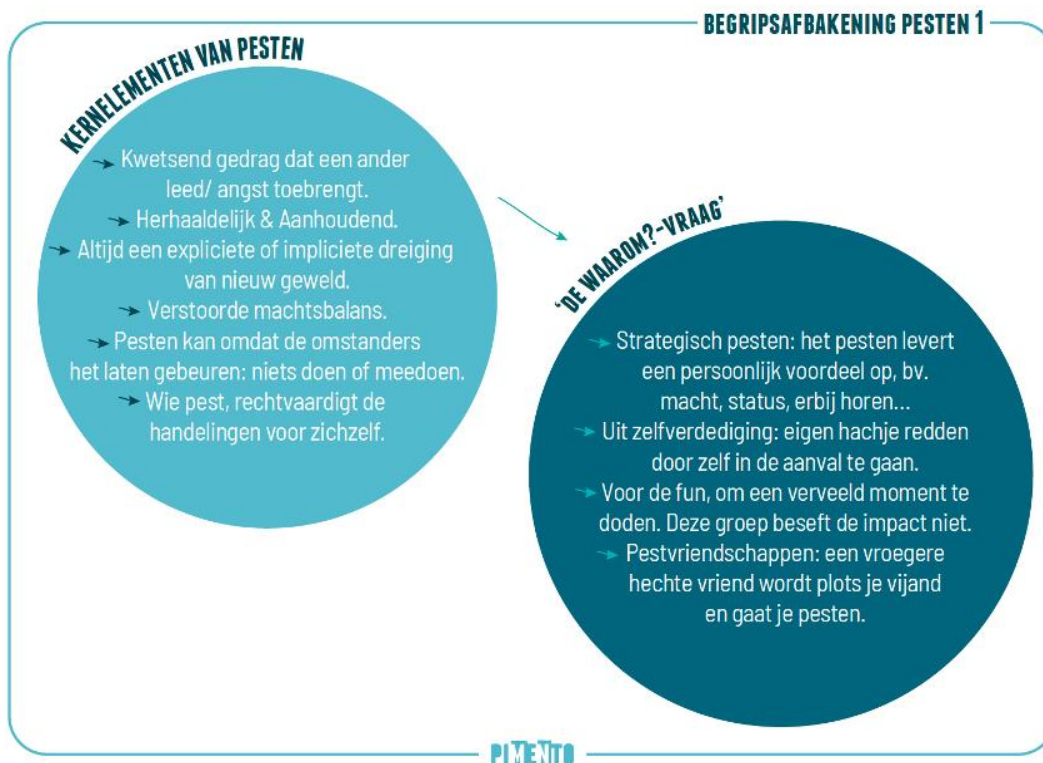 BEGRIPSAFBAKENING PESTEN 1
KERNELEMENTEN VAN PESTEN
→ Kwetsend gedrag dat een ander
leed/ angst toebrengt.
→ Herhaaldelijk & Aanhoudend.
→ Altijd een expliciete of impliciete dreiging
van nieuw geweld.
→ Verstoorde machtsbalans.
→ Pesten kan omdat de omstanders
het laten gebeuren: niets doen of meedoen.
→ Wie pest, rechtvaardigt de
handelingen voor zichzelf.
‘DE WAAROM?-VRAAG’
→ Strategisch pesten: het pesten levert
een persoonlijk voordeel op, bv.
macht, status, erbij horen...
→ Uit zelfverdediging: eigen hachje redden
door zelf in de aanval te gaan.
→ Voor de fun, om een verveeld moment te
doden. Deze groep beseft de impact niet.
→ Pestvriendschappen: een vroegere
hechte vriend wordt plots je vijand
en gaat je pesten.
PIMENTO